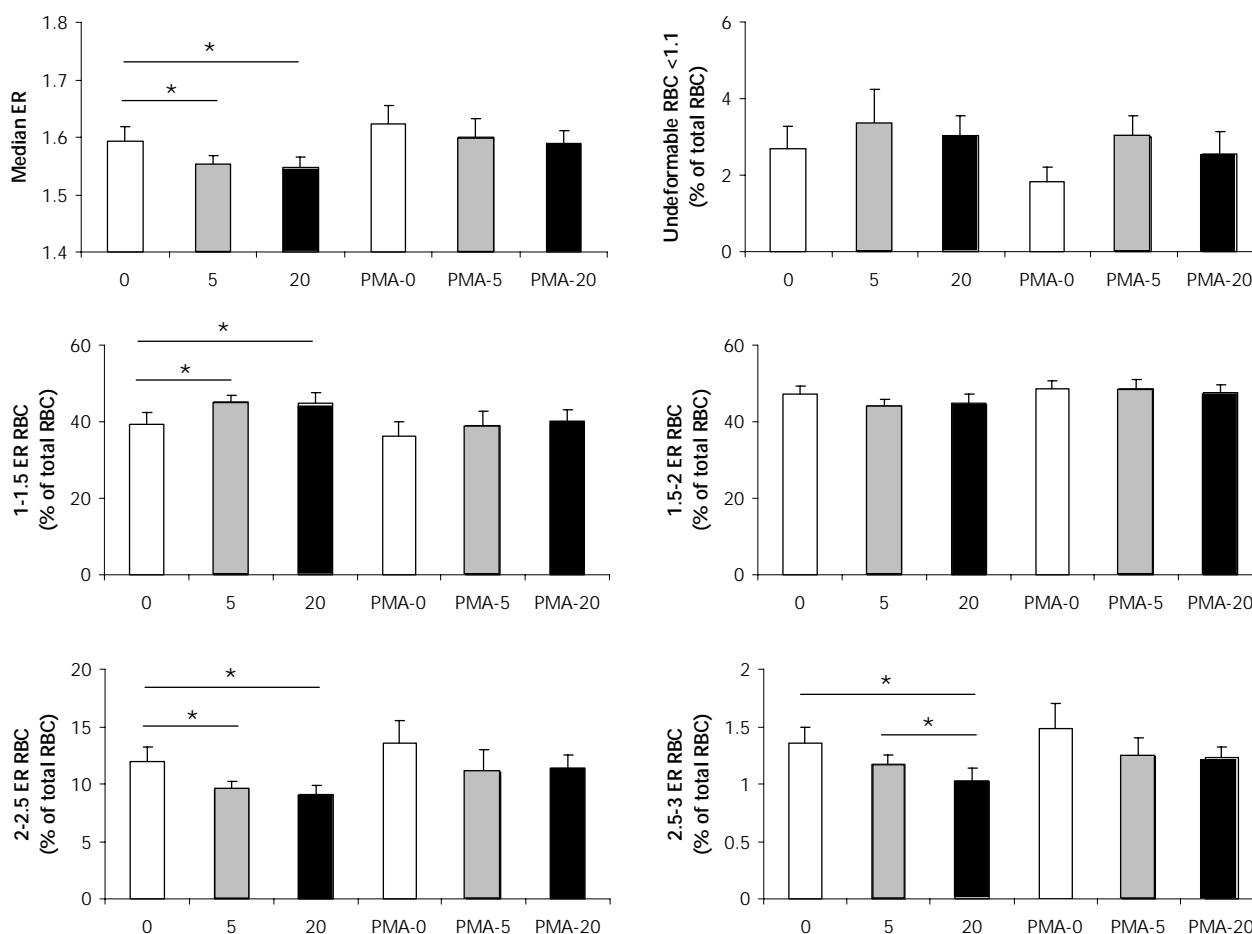 Median ER
1.8
1.7
1.6
1.5
1.4
*
*
0 5 20 PMA-0 PMA-5 PMA-20
Undeformable RBC <1.1
(% of total RBC)
6
4
2
0
0 5 20 PMA-0 PMA-5 PMA-20
1-1.5 ER RBC
(% of total RBC)
60
40
20
0
*
*
0 5 20 PMA-0 PMA-5 PMA-20
1.5-2 ER RBC
(% of total RBC)
60
40
20
0
0 5 20 PMA-0 PMA-5 PMA-20
2-2.5 ER RBC
(% of total RBC)
20
15
10
5
0
*
*
0 5 20 PMA-0 PMA-5 PMA-20
2.5-3 ER RBC
(% of total RBC)
2
1.5
1
0.5
0
*
*
0 5 20 PMA-0 PMA-5 PMA-20